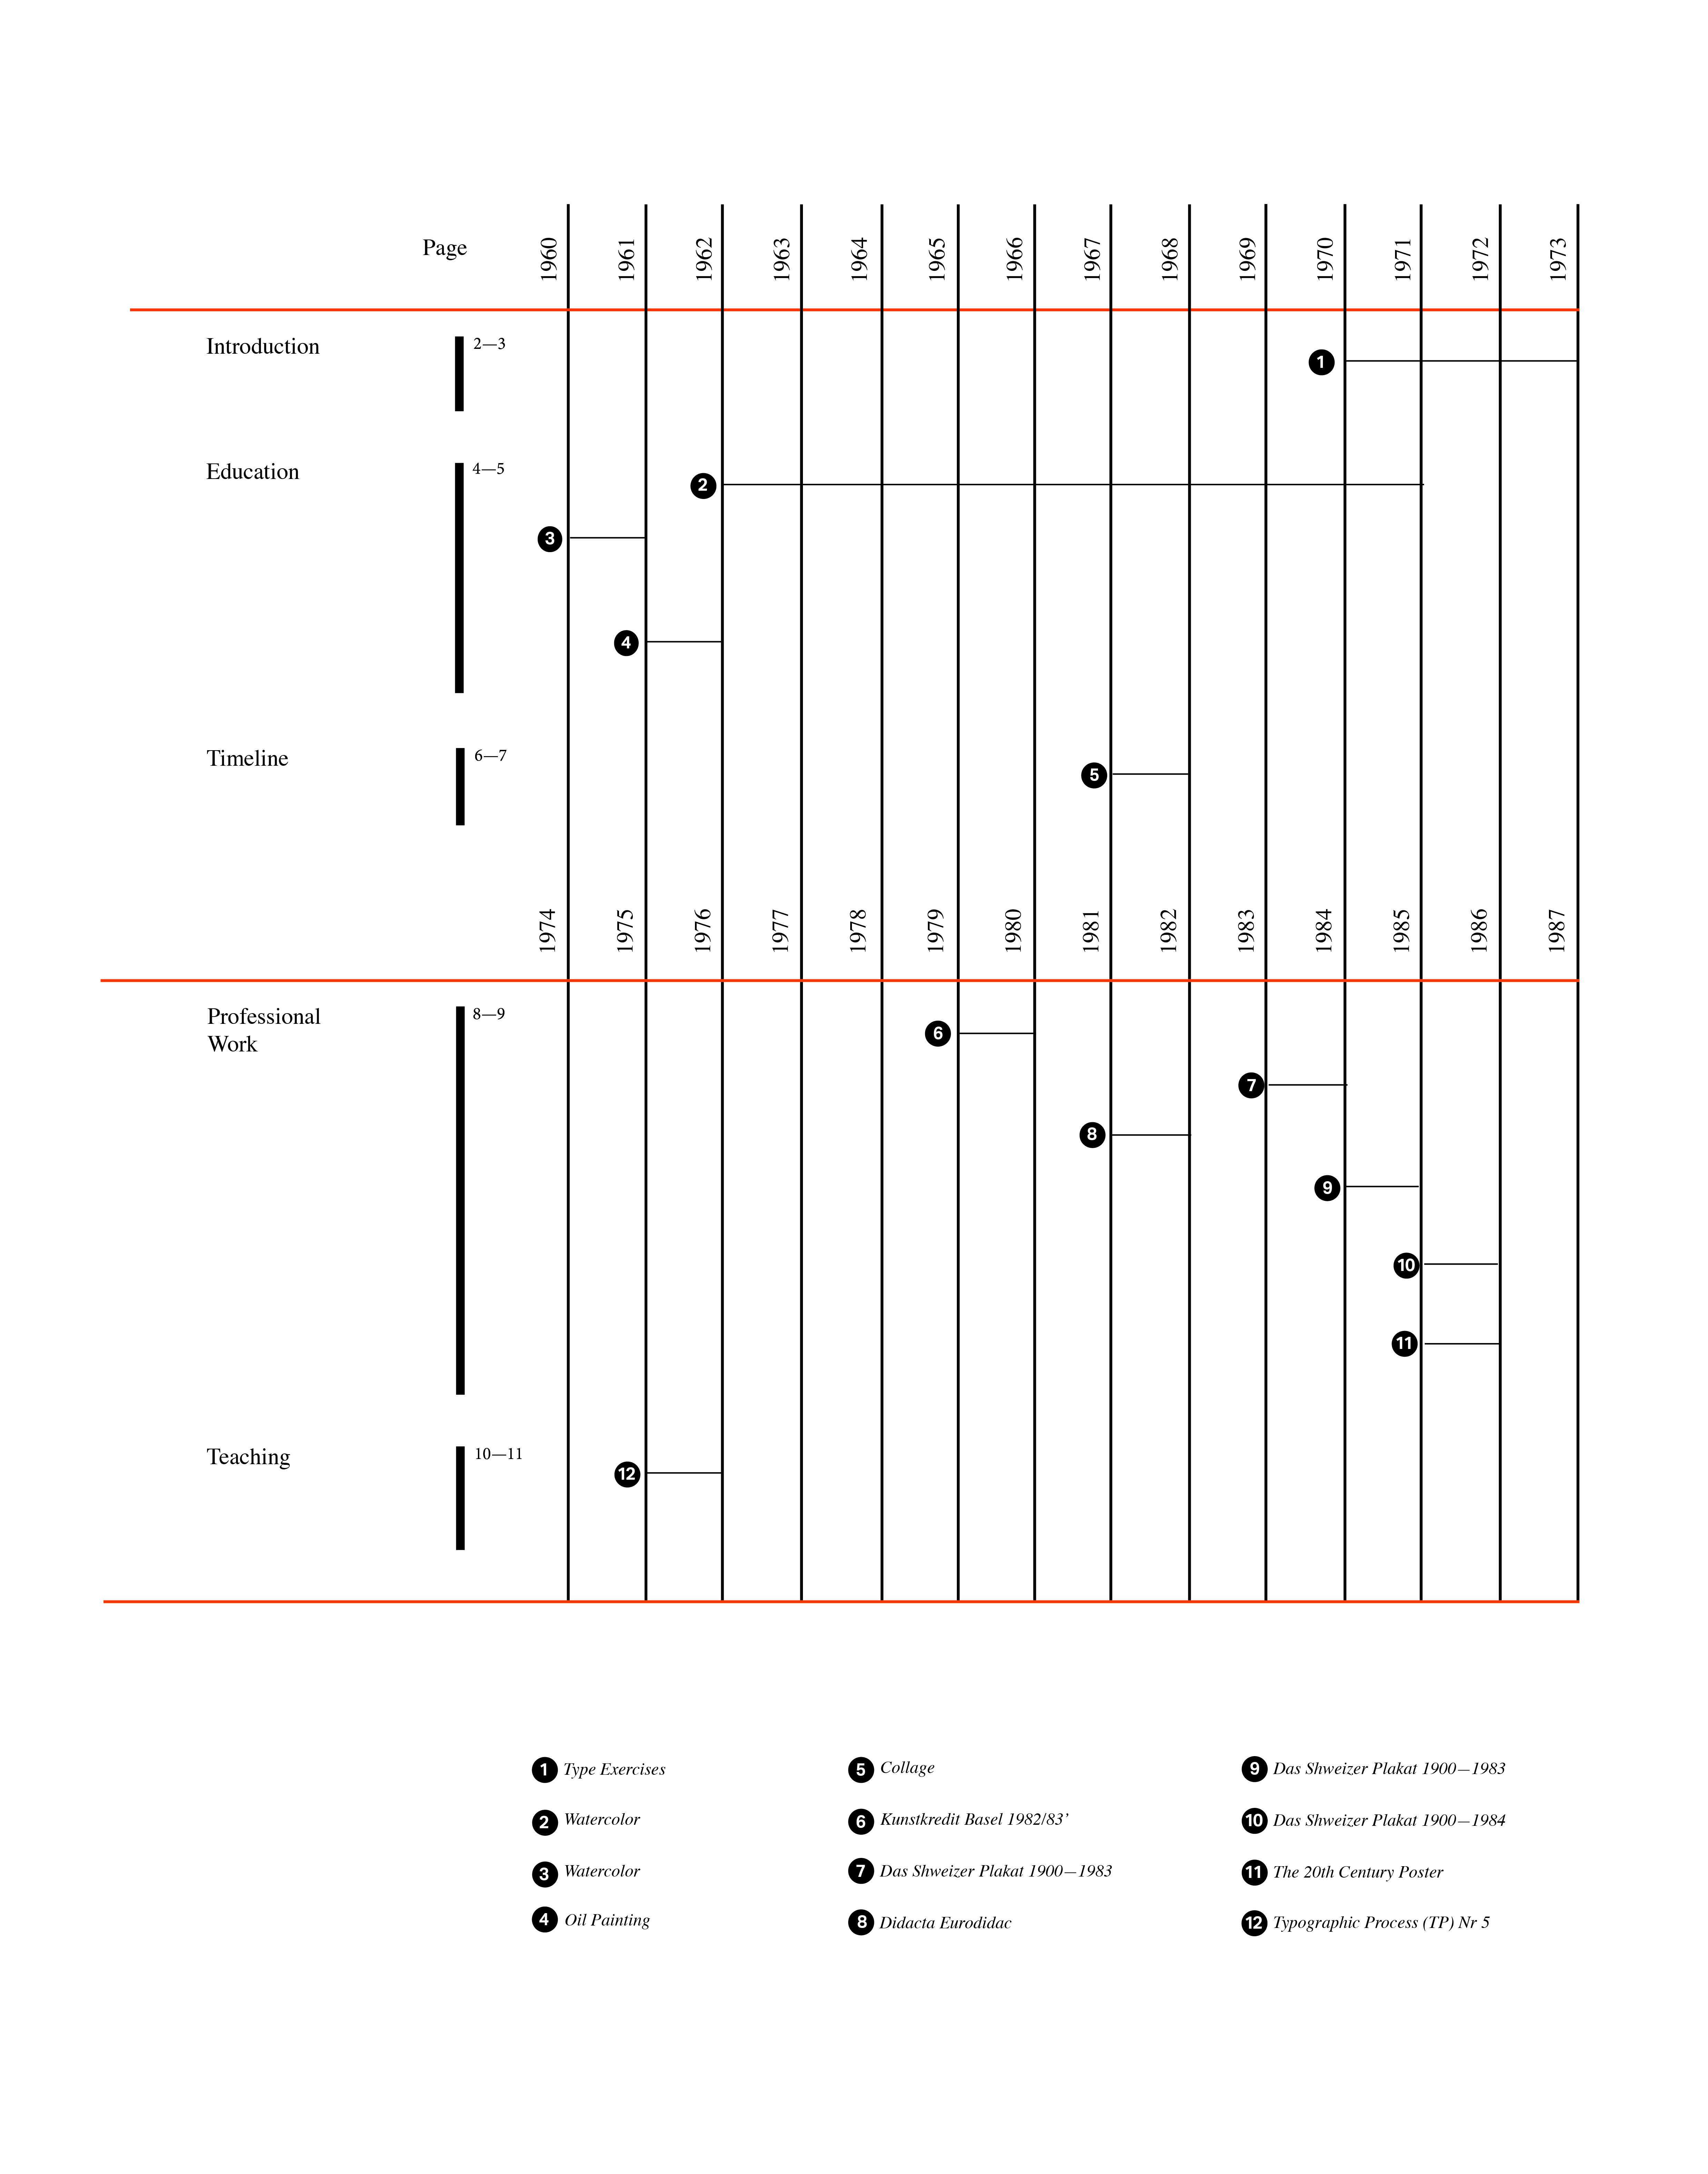 Page 1960 1961 1962 1963 1964 1965 1966 1967 1968 1969 1970 1971 1972 1973
Introduction 2—3
1
Education 4—5
2
3
4
Timeline 6—7
5
1974 1975 1976 1977 1978 1979 1980 1981 1982 1983 1984 1985 1986 1987
Professional 8—9
Work
6
7
8
9
10
11
Teaching 10—11
12
1 Type Exercises
2 Watercolor
3 Watercolor
4 Oil Painting
5 Collage
6 Kunstkredit Basel 1982/83’
7 Das Shweizer Plakat 1900—1983
8 Didacta Eurodidac
9 Das Shweizer Plakat 1900—1983
10 Das Shweizer Plakat 1900—1984
11 The 20th Century Poster
12 Typographic Process (TP) Nr 5